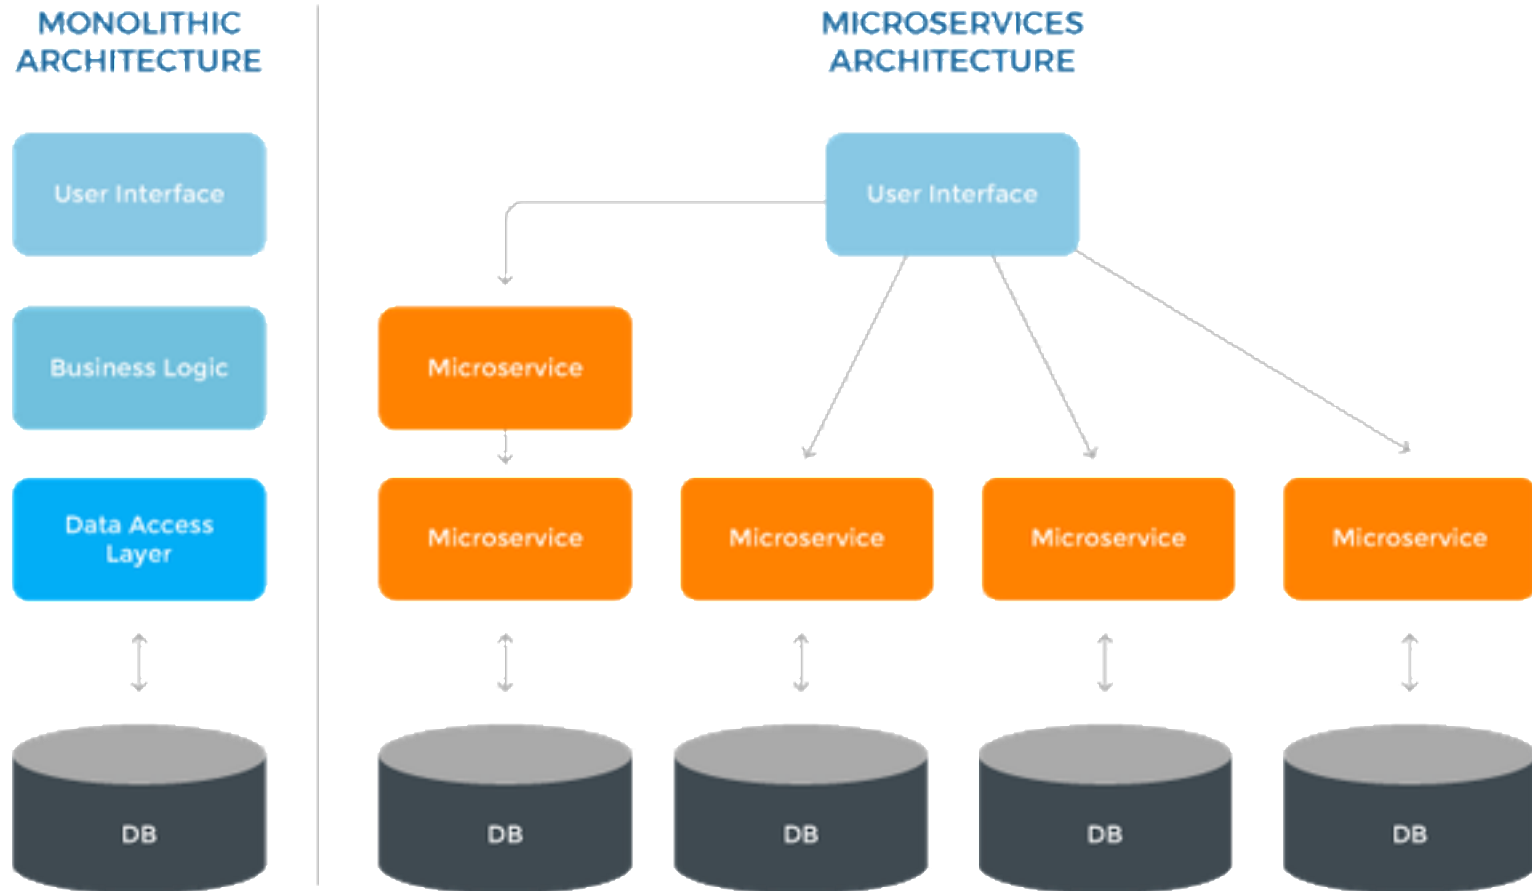 MONOLITHIC
ARCHITECTURE
User Interface
Business Logic
Data Access
Layer
DB
MICROSERVICES
ARCHITECTURE
User Interface
Microservice
Microservice
Microservice
Microservice
Microservice
DB
DB
DB
DB